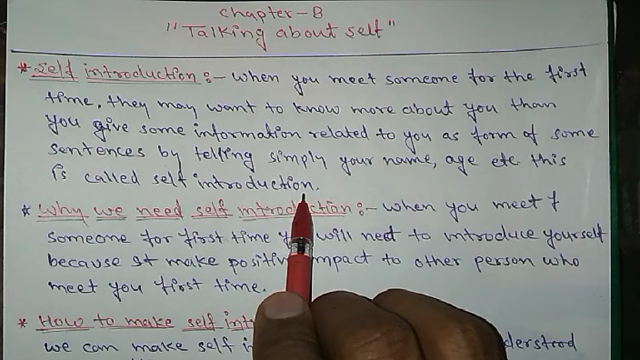 Chapter-B
"Talking about self"
* Self introduction :- When you meet someone for the first
time, they may want to know more about you than
you give some information related to you as form of some
sentences by telling simply your name, age etc this
is called self introduction.
* Why we need self introduction :- When you meet
someone for first time will need to introduce yourself
because It make positive impact to other person who
meet you first time.
* How to make self
we can make self understood